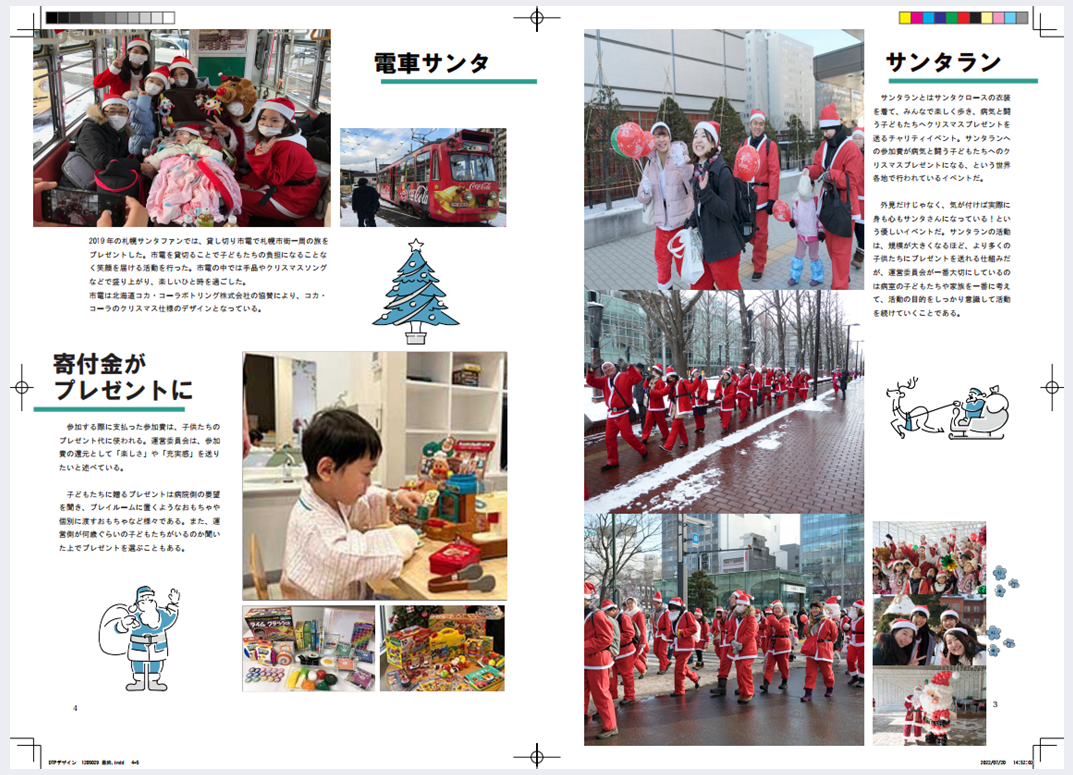 電車サンタ
2019年の札幌サンタファンでは、貸し切り市電で札幌市街一周の旅を
プレゼントした。市電を貸切ることで子どもたちの負担になることな
く笑顔を届ける活動を行った。市電の中では手品やクリスマスソング
などで盛り上がり、楽しいひと時を過ごした。
市電は北海道コカ・コーラボトリング株式会社の協賛により、コカ・
コーラのクリスマス仕様のデザインとなっている。
Coca-Cola
寄付金が
プレゼントに
参加する際に支払った参加費は、子供たちの
プレゼント代に使われる。運営委員会は、参加
費の還元として「楽しさ」や「充実感」を送り
たいと述べている。
子どもたちに贈るプレゼントは病院側の要望
を聞き、プレイルームに置くようなおもちゃや
個別に渡すおもちゃなど様々である。また、運
営側が何歳ぐらいの子どもたちがいるのか聞い
た上でプレゼントを選ぶこともある。
4
サンタラン
サンタランとはサンタクロースの衣装
を着て、みんなで楽しく歩き、病気と闘
う子どもたちへクリスマスプレゼントを
送るチャリティイベント。サンタランへ
の参加費が病気と闘う子どもたちへのク
リスマスプレゼントになる、という世界
各地で行われているイベントだ。
外見だけじゃなく、気が付けば実際に
身も心もサンタさんになっている！とい
う優しいイベントだ。サンタランの活動
は、規模が大きくなるほど、より多くの
子供たちにプレゼントを送れる仕組みだ
が、運営委員会が一番大切にしているの
は病室の子どもたちや家族を一番に考え
て、活動の目的をしっかり意識して活動
を続けていくことである。
3